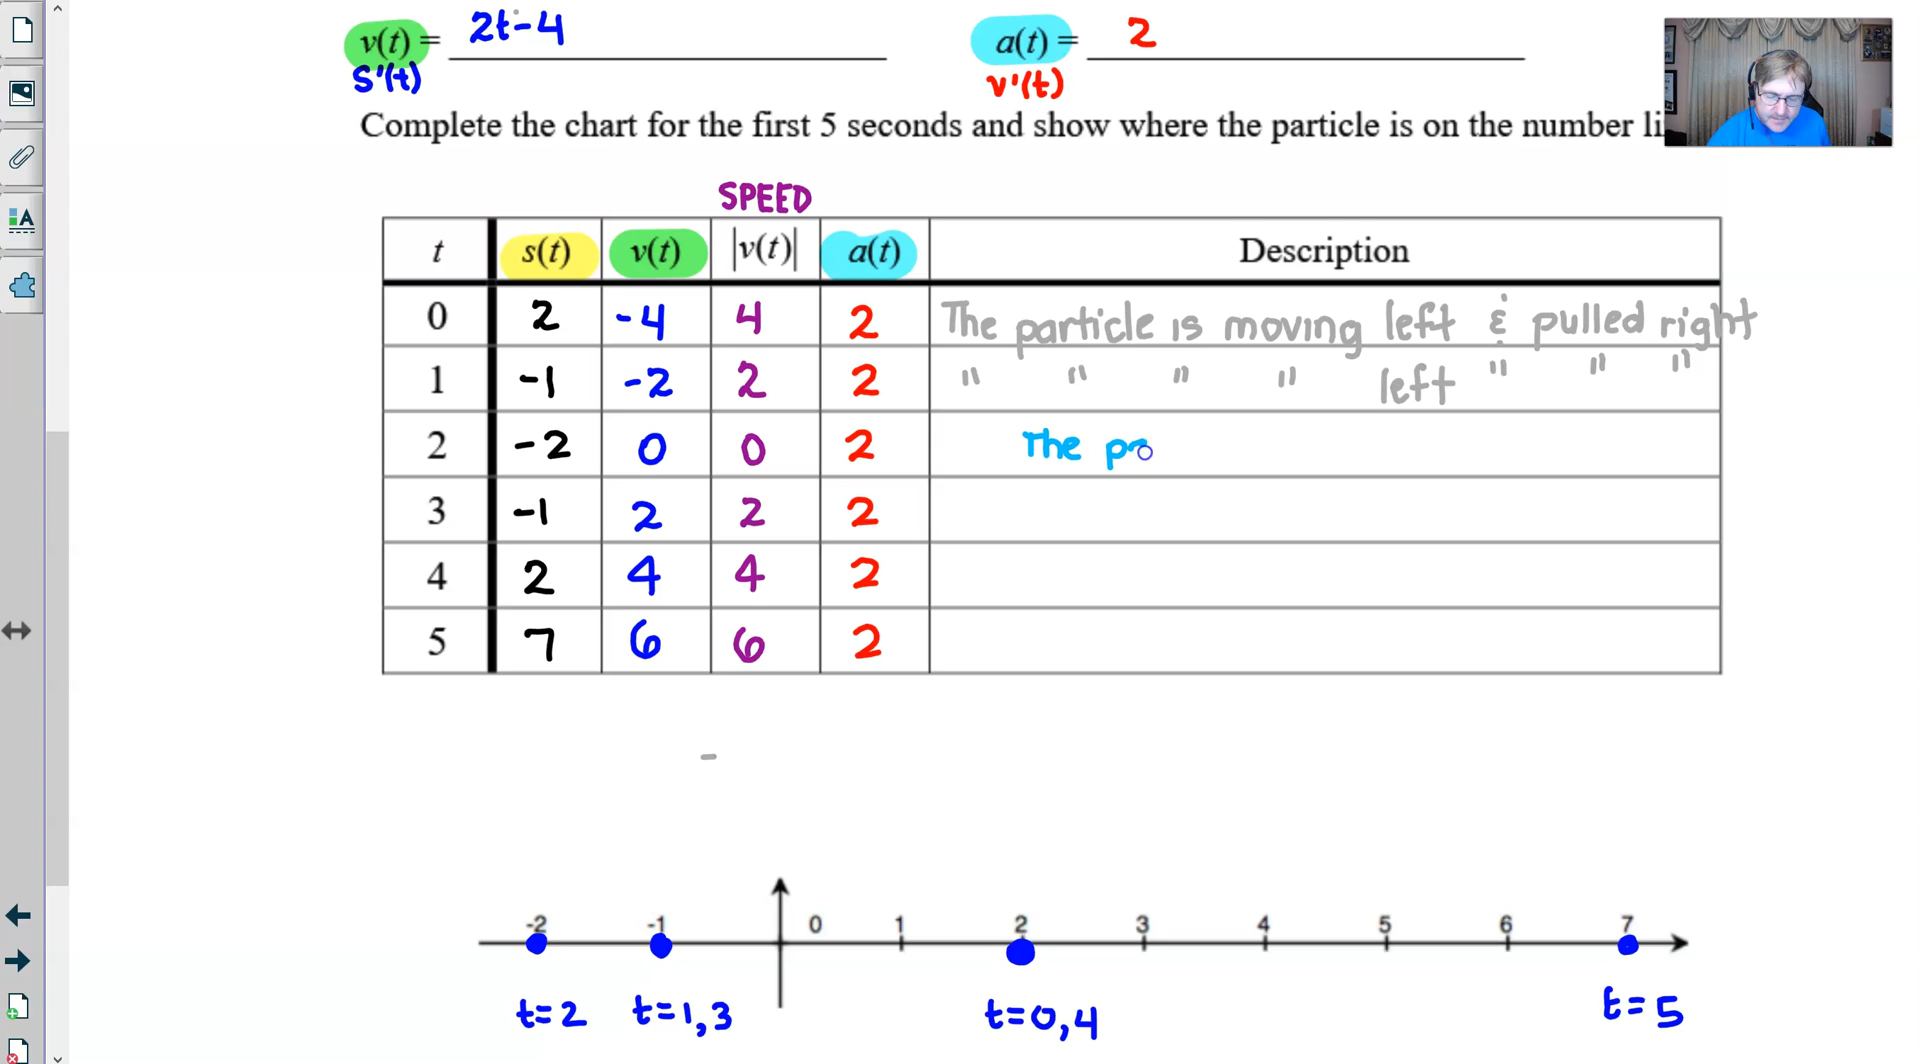 v(t) = 2t-4 a(t) = 2
s'(t) v'(t)
Complete the chart for the first 5 seconds and show where the particle is on the number li
SPEED
t s(t) v(t) |v(t)| a(t) Description
0 2 -4 4 2 The particle is moving left & pulled right
1 -1 -2 2 2 " " " " left " " "
2 -2 0 0 2 The pa
3 -1 2 2 2
4 2 4 4 2
5 7 6 6 2
-2 -1 0 1 2 3 4 5 6 7
t=2 t=1,3 t=0,4 t=5